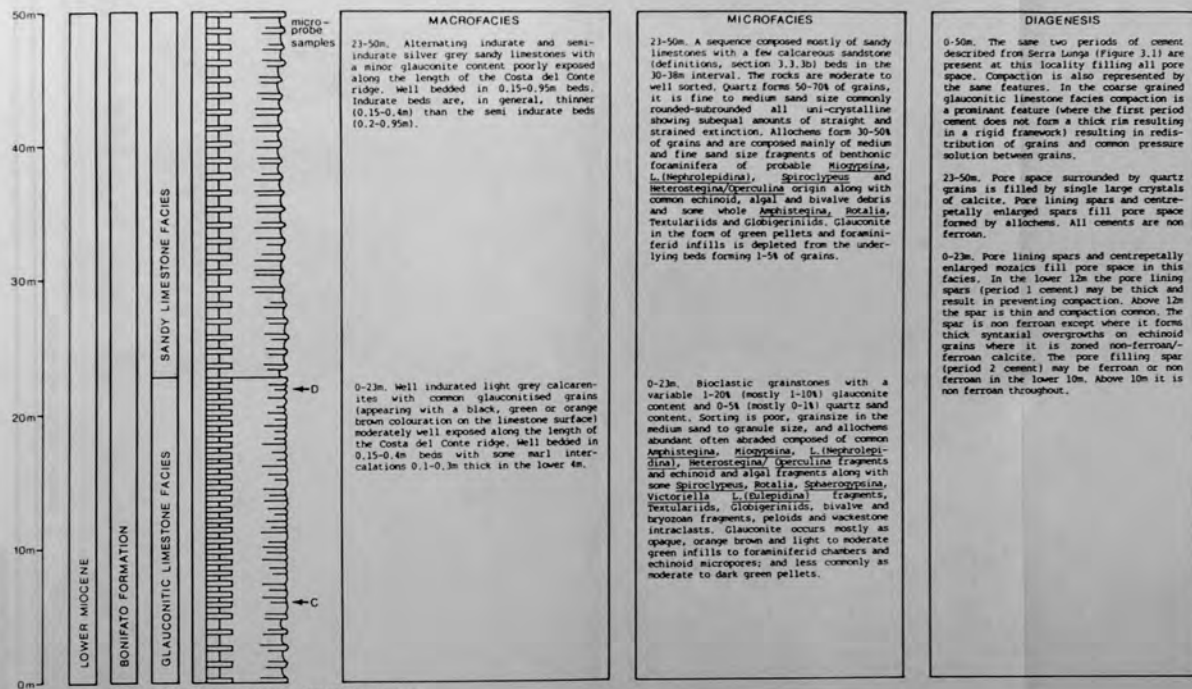 50m
40m
30m
20m
10m
0m
LOWER MIOCENE
BONIFATO FORMATION
SANDY LIMESTONE FACIES
GLAUCONITIC LIMESTONE FACIES
micro-
probe
samples
D
C
MACROFACIES
23-50m. Alternating indurate and semi-
indurate silver grey sandy limestones with
a minor glauconite content poorly exposed
along the length of the Costa del Conte
ridge. Well bedded in 0.15-0.95m beds.
Indurate beds are, in general, thinner
(0.15-0.4m) than the semi indurate beds
(0.2-0.95m).
0-23m. Well indurated light grey calcaren-
ites with common glauconitised grains
(appearing with a black, green or orange
brown colouration on the limestone surface)
moderately well exposed along the length of
the Costa del Conte ridge. Well bedded in
0.15-0.4m beds with some marl inter-
calations 0.1-0.3m thick in the lower 4m.
MICROFACIES
23-50m. A sequence composed mostly of sandy
limestones with a few calcareous sandstone
(definitions, section 3.3.3b) beds in the
30-38m interval. The rocks are moderate to
well sorted. Quartz forms 50-70% of grains,
it is fine to medium sand size commonly
rounded-subrounded all uni-crystalline
showing subequal amounts of straight and
strained extinction. Allochems form 30-50%
of grains and are composed mainly of medium
and fine sand size fragments of benthonic
foraminifera of probable Miogypsina,
L.(Nephrolepidina), Spiroclypeus and
Heterostegina/Operculina origin along with
common echinoid, algal and bivalve debris
and some whole Amphistegina, Rotalia,
Textulariids and Globigeriniids. Glauconite
in the form of green pellets and foramini-
ferid infills is depleted from the under-
lying beds forming 1-5% of grains.
0-23m. Bioclastic grainstones with a
variable 1-20% (mostly 1-10%) glauconite
content and 0-5% (mostly 0-1%) quartz sand
content. Sorting is poor, grainsize in the
medium sand to granule size, and allochems
abundant often abraded composed of common
Amphistegina, Miogypsina, L.(Nephrolepi-
dina), Heterostegina/ Operculina fragments
and echinoid and algal fragments along with
some Spiroclypeus, Rotalia, Sphaerogypsina,
Victoriella L.(Eulepidina) fragments,
Textulariids, Globigeriniids, bivalve and
bryozoan fragments, peloids and wackestone
intraclasts. Glauconite occurs mostly as
opaque, orange brown and light to moderate
green infills to foraminiferid chambers and
echinoid micropores; and less commonly as
moderate to dark green pellets.
DIAGENESIS
0-50m. The same two periods of cement
described from Serra Lunga (Figure 3.1) are
present at this locality filling all pore
space. Compaction is also represented by
the same features. In the coarse grained
glauconitic limestone facies compaction is
a prominant feature (where the first period
cement does not form a thick rim resulting
in a rigid framework) resulting in redis-
tribution of grains and common pressure
solution between grains.
23-50m. Pore space surrounded by quartz
grains is filled by single large crystals
of calcite. Pore lining spars and centre-
petally enlarged spars fill pore space
formed by allochems. All cements are non
ferroan.
0-23m. Pore lining spars and centrepetally
enlarged mozaics fill pore space in this
facies. In the lower 12m the pore lining
spars (period 1 cement) may be thick and
result in preventing compaction. Above 12m
the spar is thin and compaction common. The
spar is non ferroan except where it forms
thick syntaxial overgrowths on echinoid
grains where it is zoned non-ferroan/-
ferroan calcite. The pore filling spar
(period 2 cement) may be ferroan or non
ferroan in the lower 10m. Above 10m it is
non ferroan throughout.